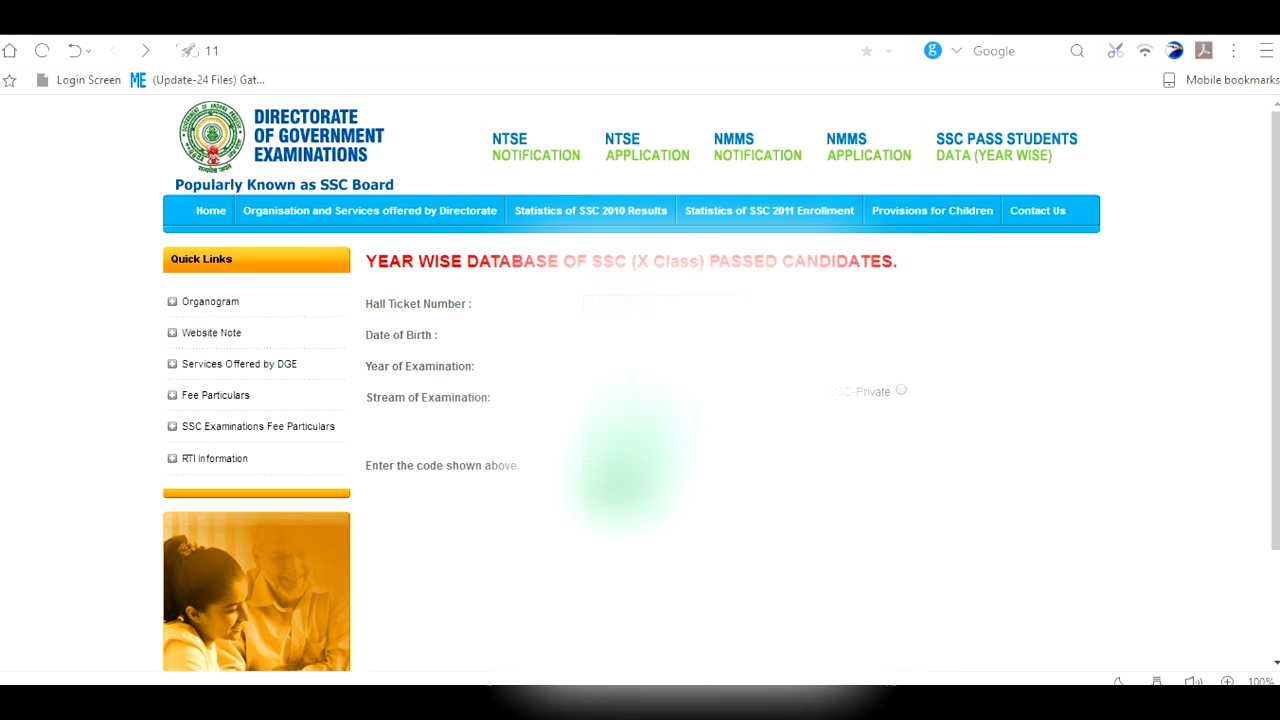 11
Google
Login Screen
ME
(Update-24 Files) Gat...
Mobile bookmarks
DIRECTORATE
OF GOVERNMENT
EXAMINATIONS
Popularly Known as SSC Board
NTSE
NOTIFICATION
NTSE
APPLICATION
NMMS
NOTIFICATION
NMMS
APPLICATION
SSC PASS STUDENTS
DATA (YEAR WISE)
Home
Organisation and Services offered by Directorate
Statistics of SSC 2010 Results
Statistics of SSC 2011 Enrollment
Provisions for Children
Contact Us
Quick Links
Organogram
Website Note
Services Offered by DGE
Fee Particulars
SSC Examinations Fee Particulars
RTI Information
YEAR WISE DATABASE OF SSC (X Class) PASSED CANDIDATES.
Hall Ticket Number :
Date of Birth :
Year of Examination:
Stream of Examination:
SSC-Private
Enter the code shown above.
100%